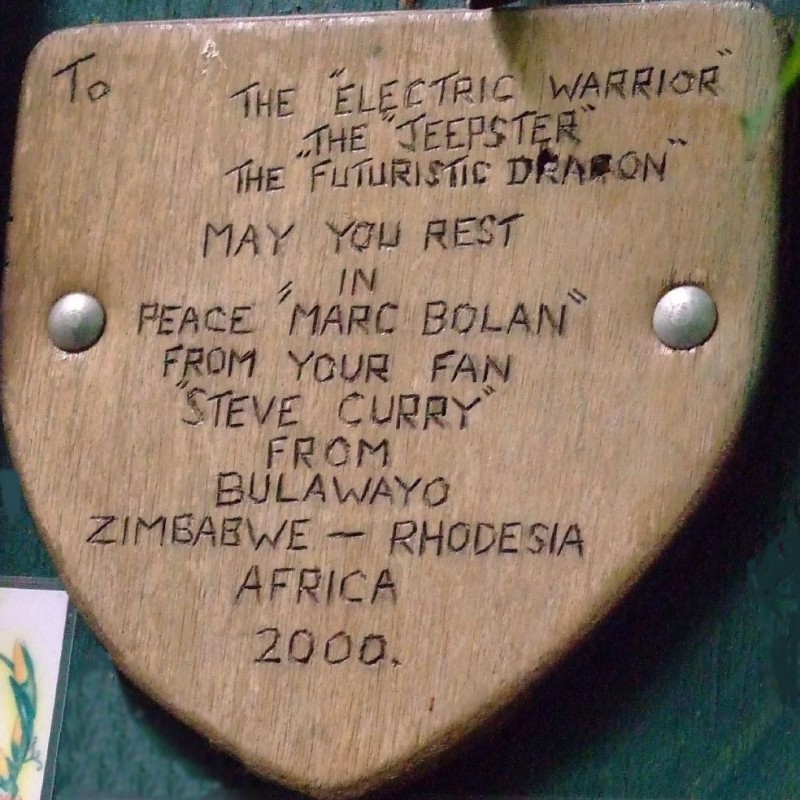 To THE "ELECTRIC WARRIOR"
THE "JEEPSTER"
THE "FUTURISTIC DRAGON"
MAY YOU REST
IN
PEACE "MARC BOLAN"
FROM YOUR FAN
"STEVE CURRY"
FROM
BULAWAYO
ZIMBABWE – RHODESIA
AFRICA
2000.